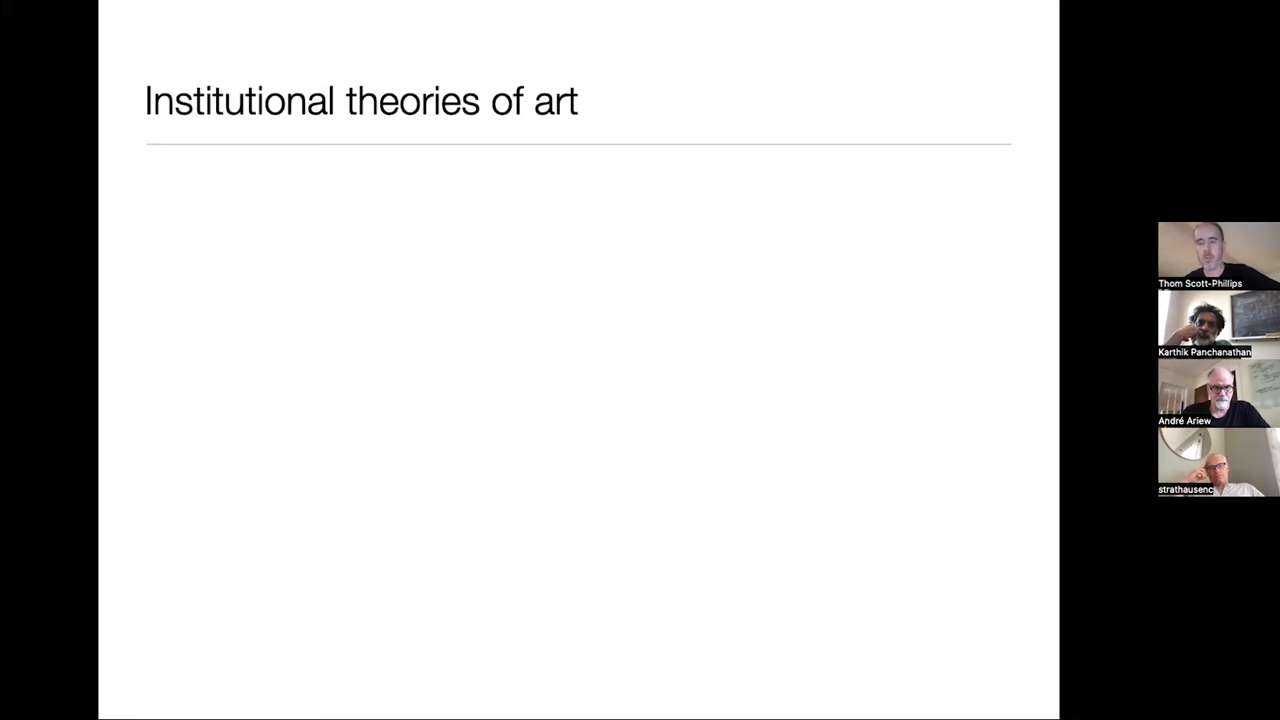 Institutional theories of art
Thom Scott-Phillips
Karthik Panchanathan
André Ariew
strathausenc